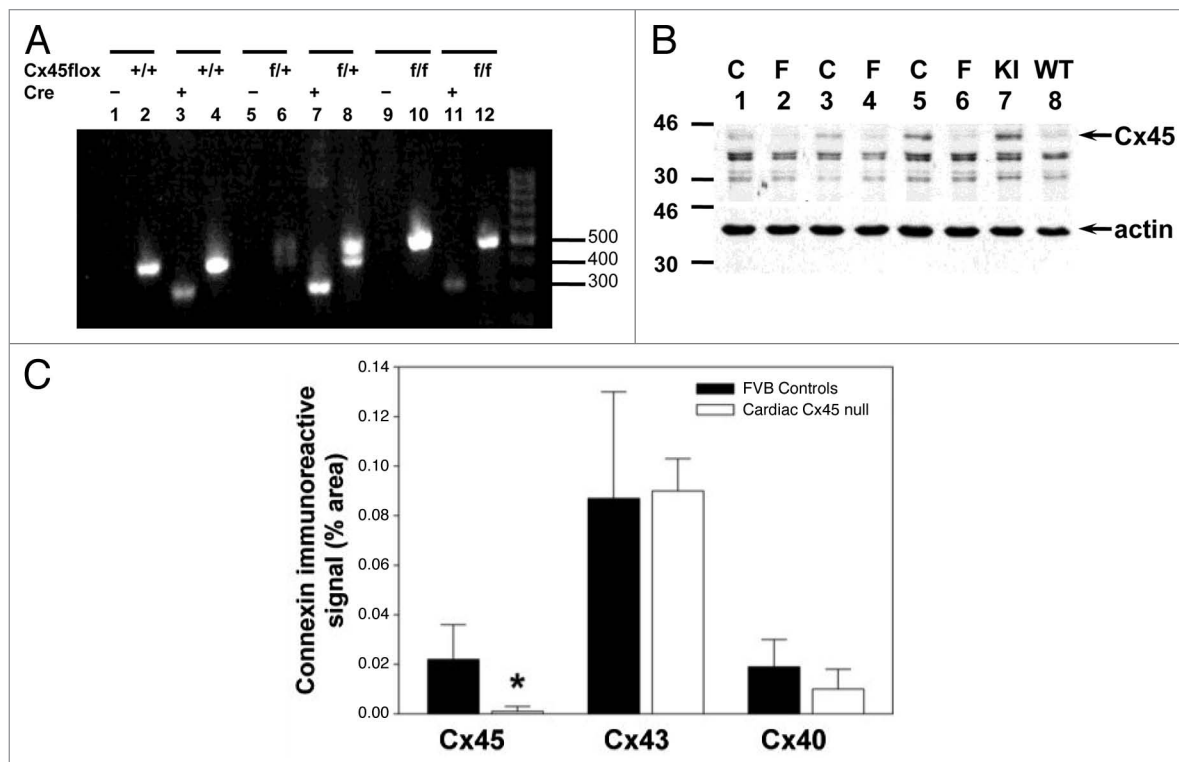 A
Cx45flox +/+ +/+ f/+ f/+ f/f f/f
Cre – + – + – +
1 2 3 4 5 6 7 8 9 10 11 12
500
400
300
B
C F C F C F KI WT
1 2 3 4 5 6 7 8
46
Cx45
30
46
actin
30
C
Connexin immunoreactive
signal (% area)
0.14
0.12
0.10
0.08
0.06
0.04
0.02
0.00
FVB Controls
Cardiac Cx45 null
*
Cx45 Cx43 Cx40